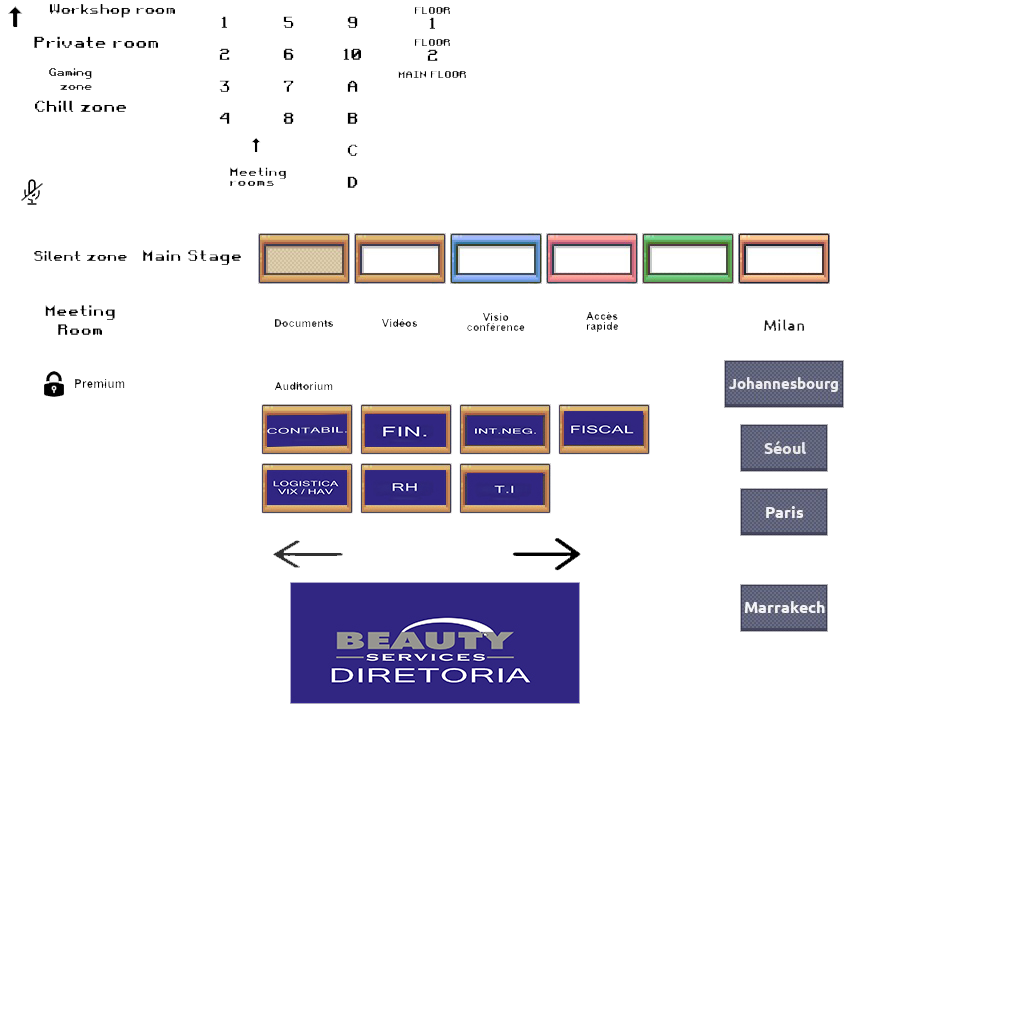 Workshop room
Private room
Gaming
zone
Chill zone
1 5 9
2 6 10
3 7 A
4 8 B
C
D
FLOOR
1
FLOOR
2
MAIN FLOOR
Meeting
rooms
Silent zone
Main Stage
Meeting
Room
Documents
Vidéos
Visio
conférence
Accès
rapide
Milan
Premium
Auditorium
Johannesbourg
CONTABIL.
FIN.
INT.NEG.
FISCAL
Séoul
LOGISTICA
VIX / HAV
RH
T.I
Paris
Marrakech
BEAUTY
SERVICES
DIRETORIA